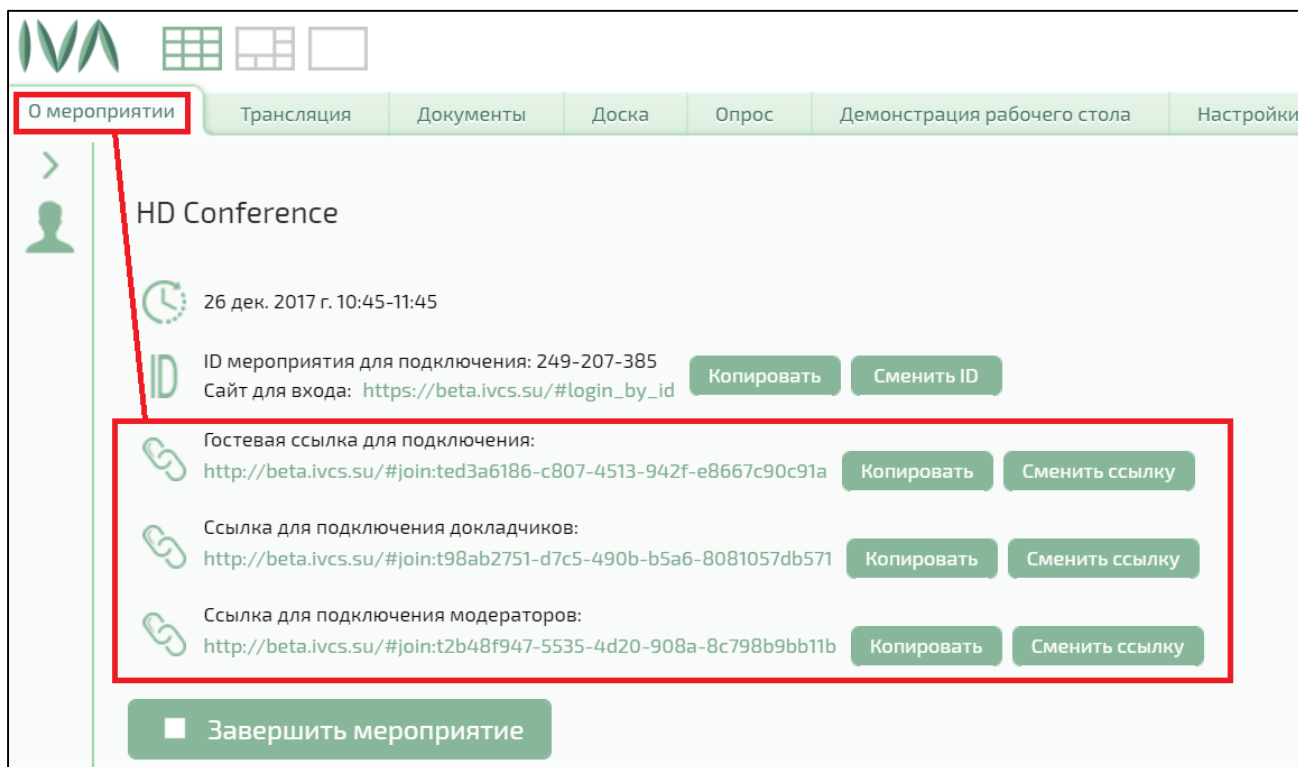 IVA
О мероприятии Трансляция Документы Доска Опрос Демонстрация рабочего стола Настройки
HD Conference
26 дек. 2017 г. 10:45-11:45
ID ID мероприятия для подключения: 249-207-385 Копировать Сменить ID
Сайт для входа: https://beta.ivcs.su/#login_by_id
Гостевая ссылка для подключения:
http://beta.ivcs.su/#join:ted3a6186-c807-4513-942f-e8667c90c91a Копировать Сменить ссылку
Ссылка для подключения докладчиков:
http://beta.ivcs.su/#join:t98ab2751-d7c5-490b-b5a6-8081057db571 Копировать Сменить ссылку
Ссылка для подключения модераторов:
http://beta.ivcs.su/#join:t2b48f947-5535-4d20-908a-8c798b9bb11b Копировать Сменить ссылку
Завершить мероприятие